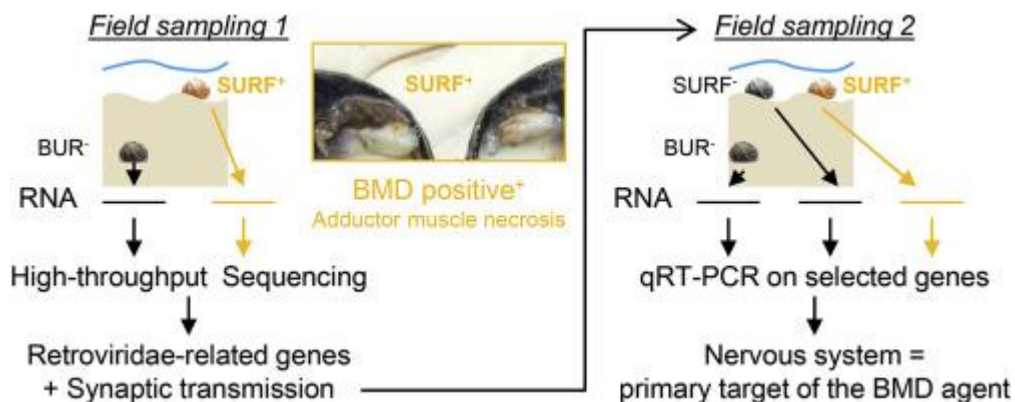 Field sampling 1
SURF⁺
BUR⁻
RNA
High-throughput Sequencing
Retroviridae-related genes
+ Synaptic transmission
SURF⁺
BMD positive⁺
Adductor muscle necrosis
Field sampling 2
SURF⁻
SURF⁺
BUR⁻
RNA
qRT-PCR on selected genes
Nervous system =
primary target of the BMD agent